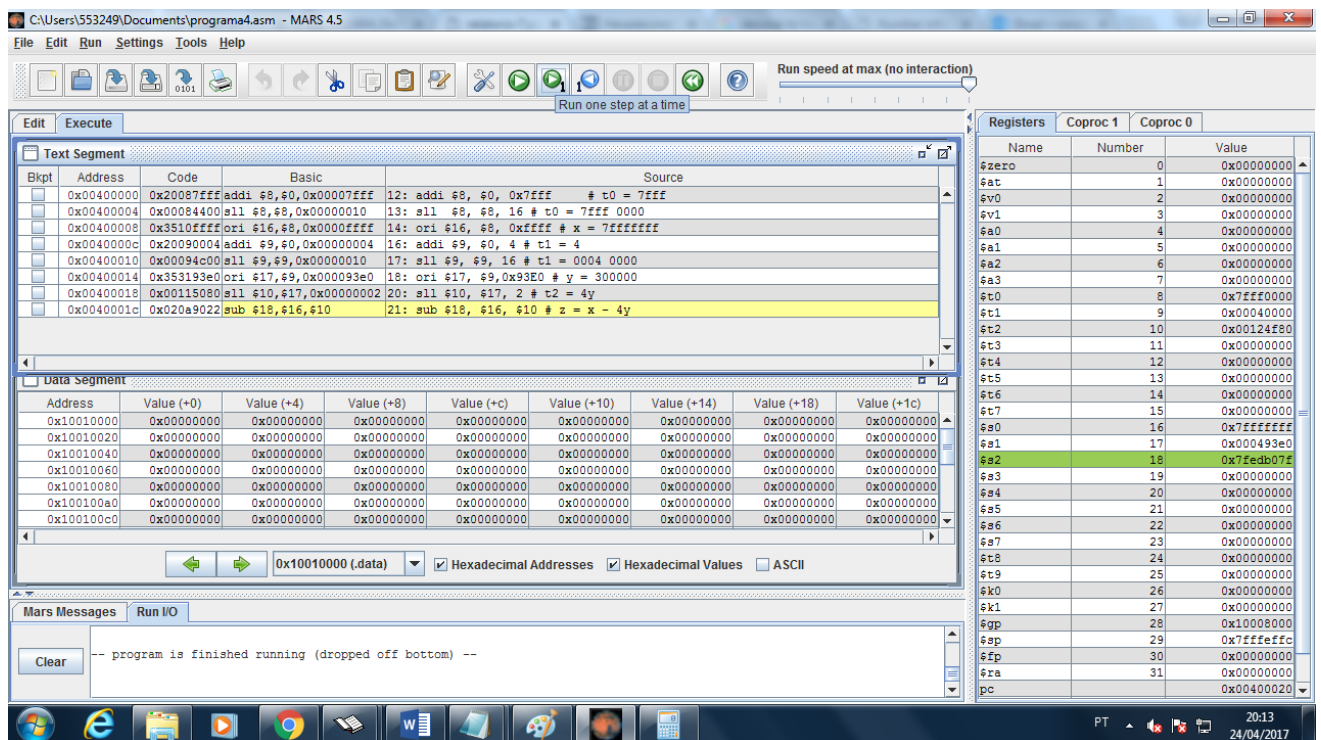 C:\Users\553249\Documents\programa4.asm - MARS 4.5
File Edit Run Settings Tools Help
Run speed at max (no interaction)
Run one step at a time
Edit Execute
Text Segment
Bkpt Address Code Basic Source
0x00400000 0x20087fff addi $8,$0,0x00007fff 12: addi $8, $0, 0x7fff # t0 = 7fff
0x00400004 0x00084400 sll $8,$8,0x00000010 13: sll $8, $8, 16 # t0 = 7fff 0000
0x00400008 0x3510ffff ori $16,$8,0x0000ffff 14: ori $16, $8, 0xffff # x = 7fffffff
0x0040000c 0x20090004 addi $9,$0,0x00000004 16: addi $9, $0, 4 # t1 = 4
0x00400010 0x00094c00 sll $9,$9,0x00000010 17: sll $9, $9, 16 # t1 = 0004 0000
0x00400014 0x353193e0 ori $17,$9,0x000093e0 18: ori $17, $9,0x93E0 # y = 300000
0x00400018 0x00115080 sll $10,$17,0x00000002 20: sll $10, $17, 2 # t2 = 4y
0x0040001c 0x020a9022 sub $18,$16,$10 21: sub $18, $16, $10 # z = x - 4y
Data Segment
Address Value (+0) Value (+4) Value (+8) Value (+c) Value (+10) Value (+14) Value (+18) Value (+1c)
0x10010000 0x00000000 0x00000000 0x00000000 0x00000000 0x00000000 0x00000000 0x00000000 0x00000000
0x10010020 0x00000000 0x00000000 0x00000000 0x00000000 0x00000000 0x00000000 0x00000000 0x00000000
0x10010040 0x00000000 0x00000000 0x00000000 0x00000000 0x00000000 0x00000000 0x00000000 0x00000000
0x10010060 0x00000000 0x00000000 0x00000000 0x00000000 0x00000000 0x00000000 0x00000000 0x00000000
0x10010080 0x00000000 0x00000000 0x00000000 0x00000000 0x00000000 0x00000000 0x00000000 0x00000000
0x100100a0 0x00000000 0x00000000 0x00000000 0x00000000 0x00000000 0x00000000 0x00000000 0x00000000
0x100100c0 0x00000000 0x00000000 0x00000000 0x00000000 0x00000000 0x00000000 0x00000000 0x00000000
0x10010000 (.data) Hexadecimal Addresses Hexadecimal Values ASCII
Mars Messages Run I/O
-- program is finished running (dropped off bottom) --
Clear
Registers Coproc 1 Coproc 0
Name Number Value
$zero 0 0x00000000
$at 1 0x00000000
$v0 2 0x00000000
$v1 3 0x00000000
$a0 4 0x00000000
$a1 5 0x00000000
$a2 6 0x00000000
$a3 7 0x00000000
$t0 8 0x7fff0000
$t1 9 0x00040000
$t2 10 0x00124f80
$t3 11 0x00000000
$t4 12 0x00000000
$t5 13 0x00000000
$t6 14 0x00000000
$t7 15 0x00000000
$s0 16 0x7fffffff
$s1 17 0x000493e0
$s2 18 0x7fedb07f
$s3 19 0x00000000
$s4 20 0x00000000
$s5 21 0x00000000
$s6 22 0x00000000
$s7 23 0x00000000
$t8 24 0x00000000
$t9 25 0x00000000
$k0 26 0x00000000
$k1 27 0x00000000
$gp 28 0x10008000
$sp 29 0x7fffeffc
$fp 30 0x00000000
$ra 31 0x00000000
pc 0x00400020
PT 20:13
24/04/2017